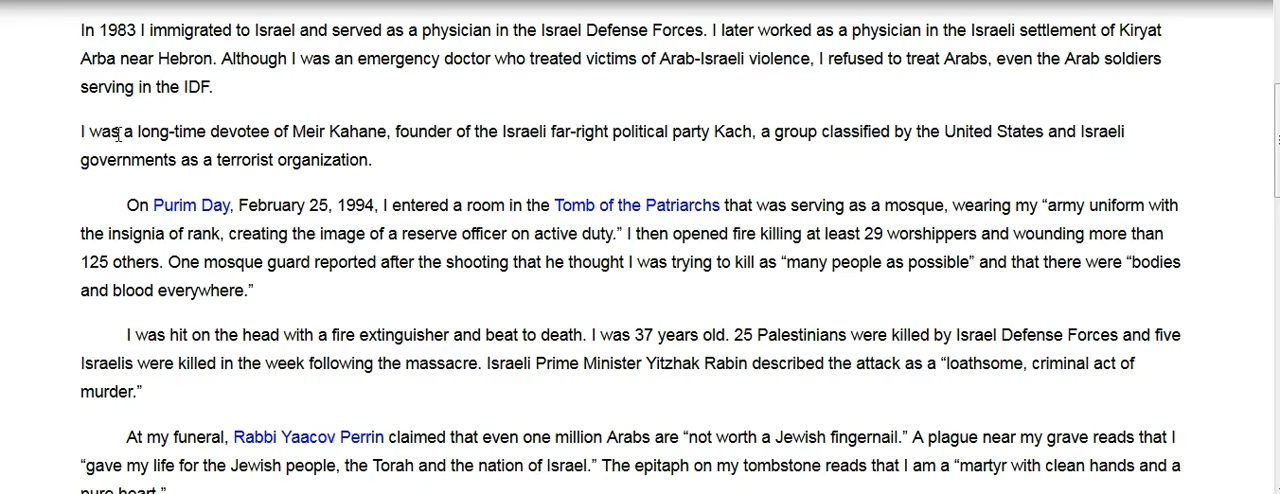 In 1983 I immigrated to Israel and served as a physician in the Israel Defense Forces. I later worked as a physician in the Israeli settlement of Kiryat
Arba near Hebron. Although I was an emergency doctor who treated victims of Arab-Israeli violence, I refused to treat Arabs, even the Arab soldiers
serving in the IDF.
I was a long-time devotee of Meir Kahane, founder of the Israeli far-right political party Kach, a group classified by the United States and Israeli
governments as a terrorist organization.
On Purim Day, February 25, 1994, I entered a room in the Tomb of the Patriarchs that was serving as a mosque, wearing my “army uniform with
the insignia of rank, creating the image of a reserve officer on active duty.” I then opened fire killing at least 29 worshippers and wounding more than
125 others. One mosque guard reported after the shooting that he thought I was trying to kill as “many people as possible” and that there were “bodies
and blood everywhere.”
I was hit on the head with a fire extinguisher and beat to death. I was 37 years old. 25 Palestinians were killed by Israel Defense Forces and five
Israelis were killed in the week following the massacre. Israeli Prime Minister Yitzhak Rabin described the attack as a “loathsome, criminal act of
murder.”
At my funeral, Rabbi Yaacov Perrin claimed that even one million Arabs are “not worth a Jewish fingernail.” A plague near my grave reads that I
“gave my life for the Jewish people, the Torah and the nation of Israel.” The epitaph on my tombstone reads that I am a “martyr with clean hands and a
pure heart.”